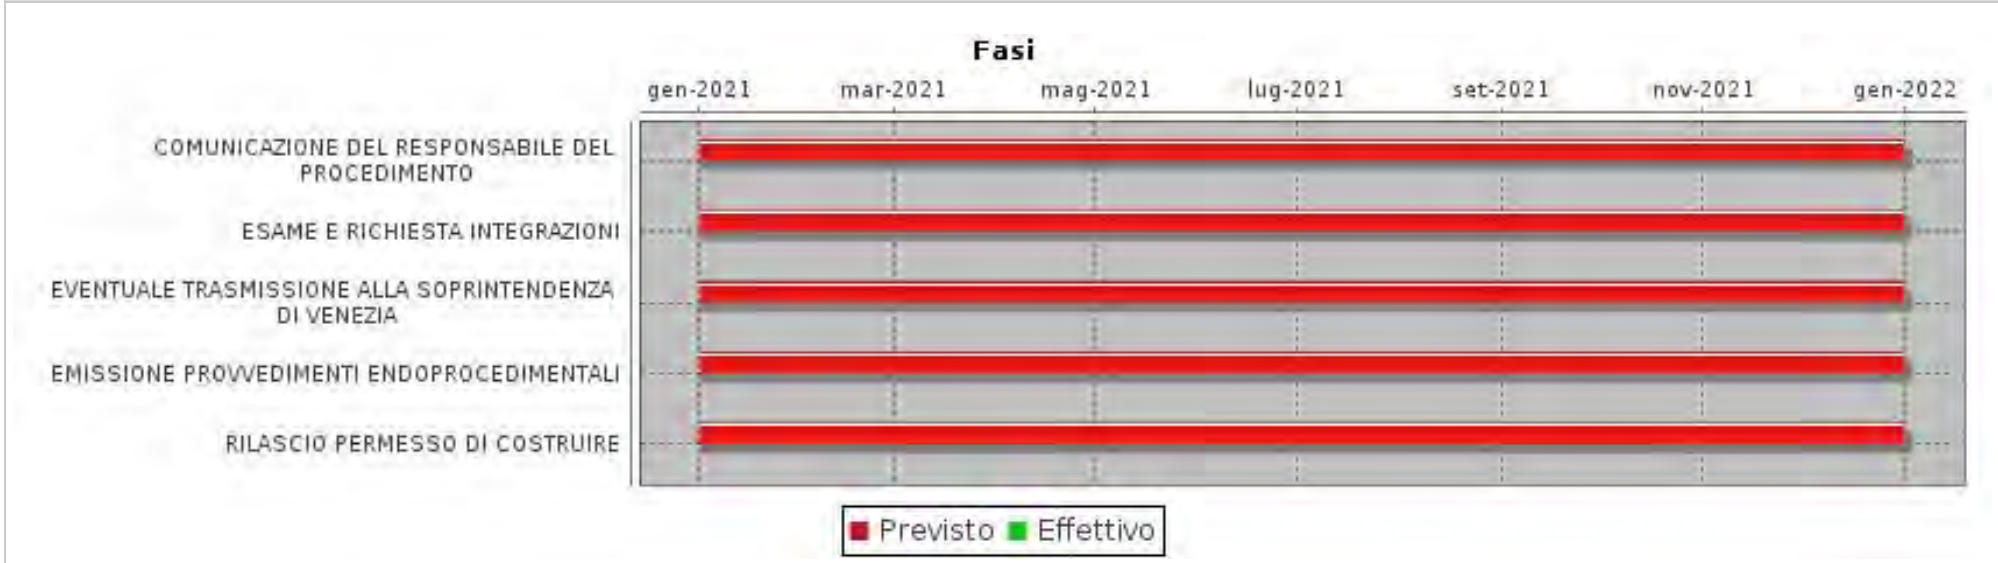 Fasi
gen-2021 mar-2021 mag-2021 lug-2021 set-2021 nov-2021 gen-2022
COMUNICAZIONE DEL RESPONSABILE DEL
PROCEDIMENTO
ESAME E RICHIESTA INTEGRAZIONI
EVENTUALE TRASMISSIONE ALLA SOPRINTENDENZA
DI VENEZIA
EMISSIONE PROVVEDIMENTI ENDOPROCEDIMENTALI
RILASCIO PERMESSO DI COSTRUIRE
Previsto Effettivo